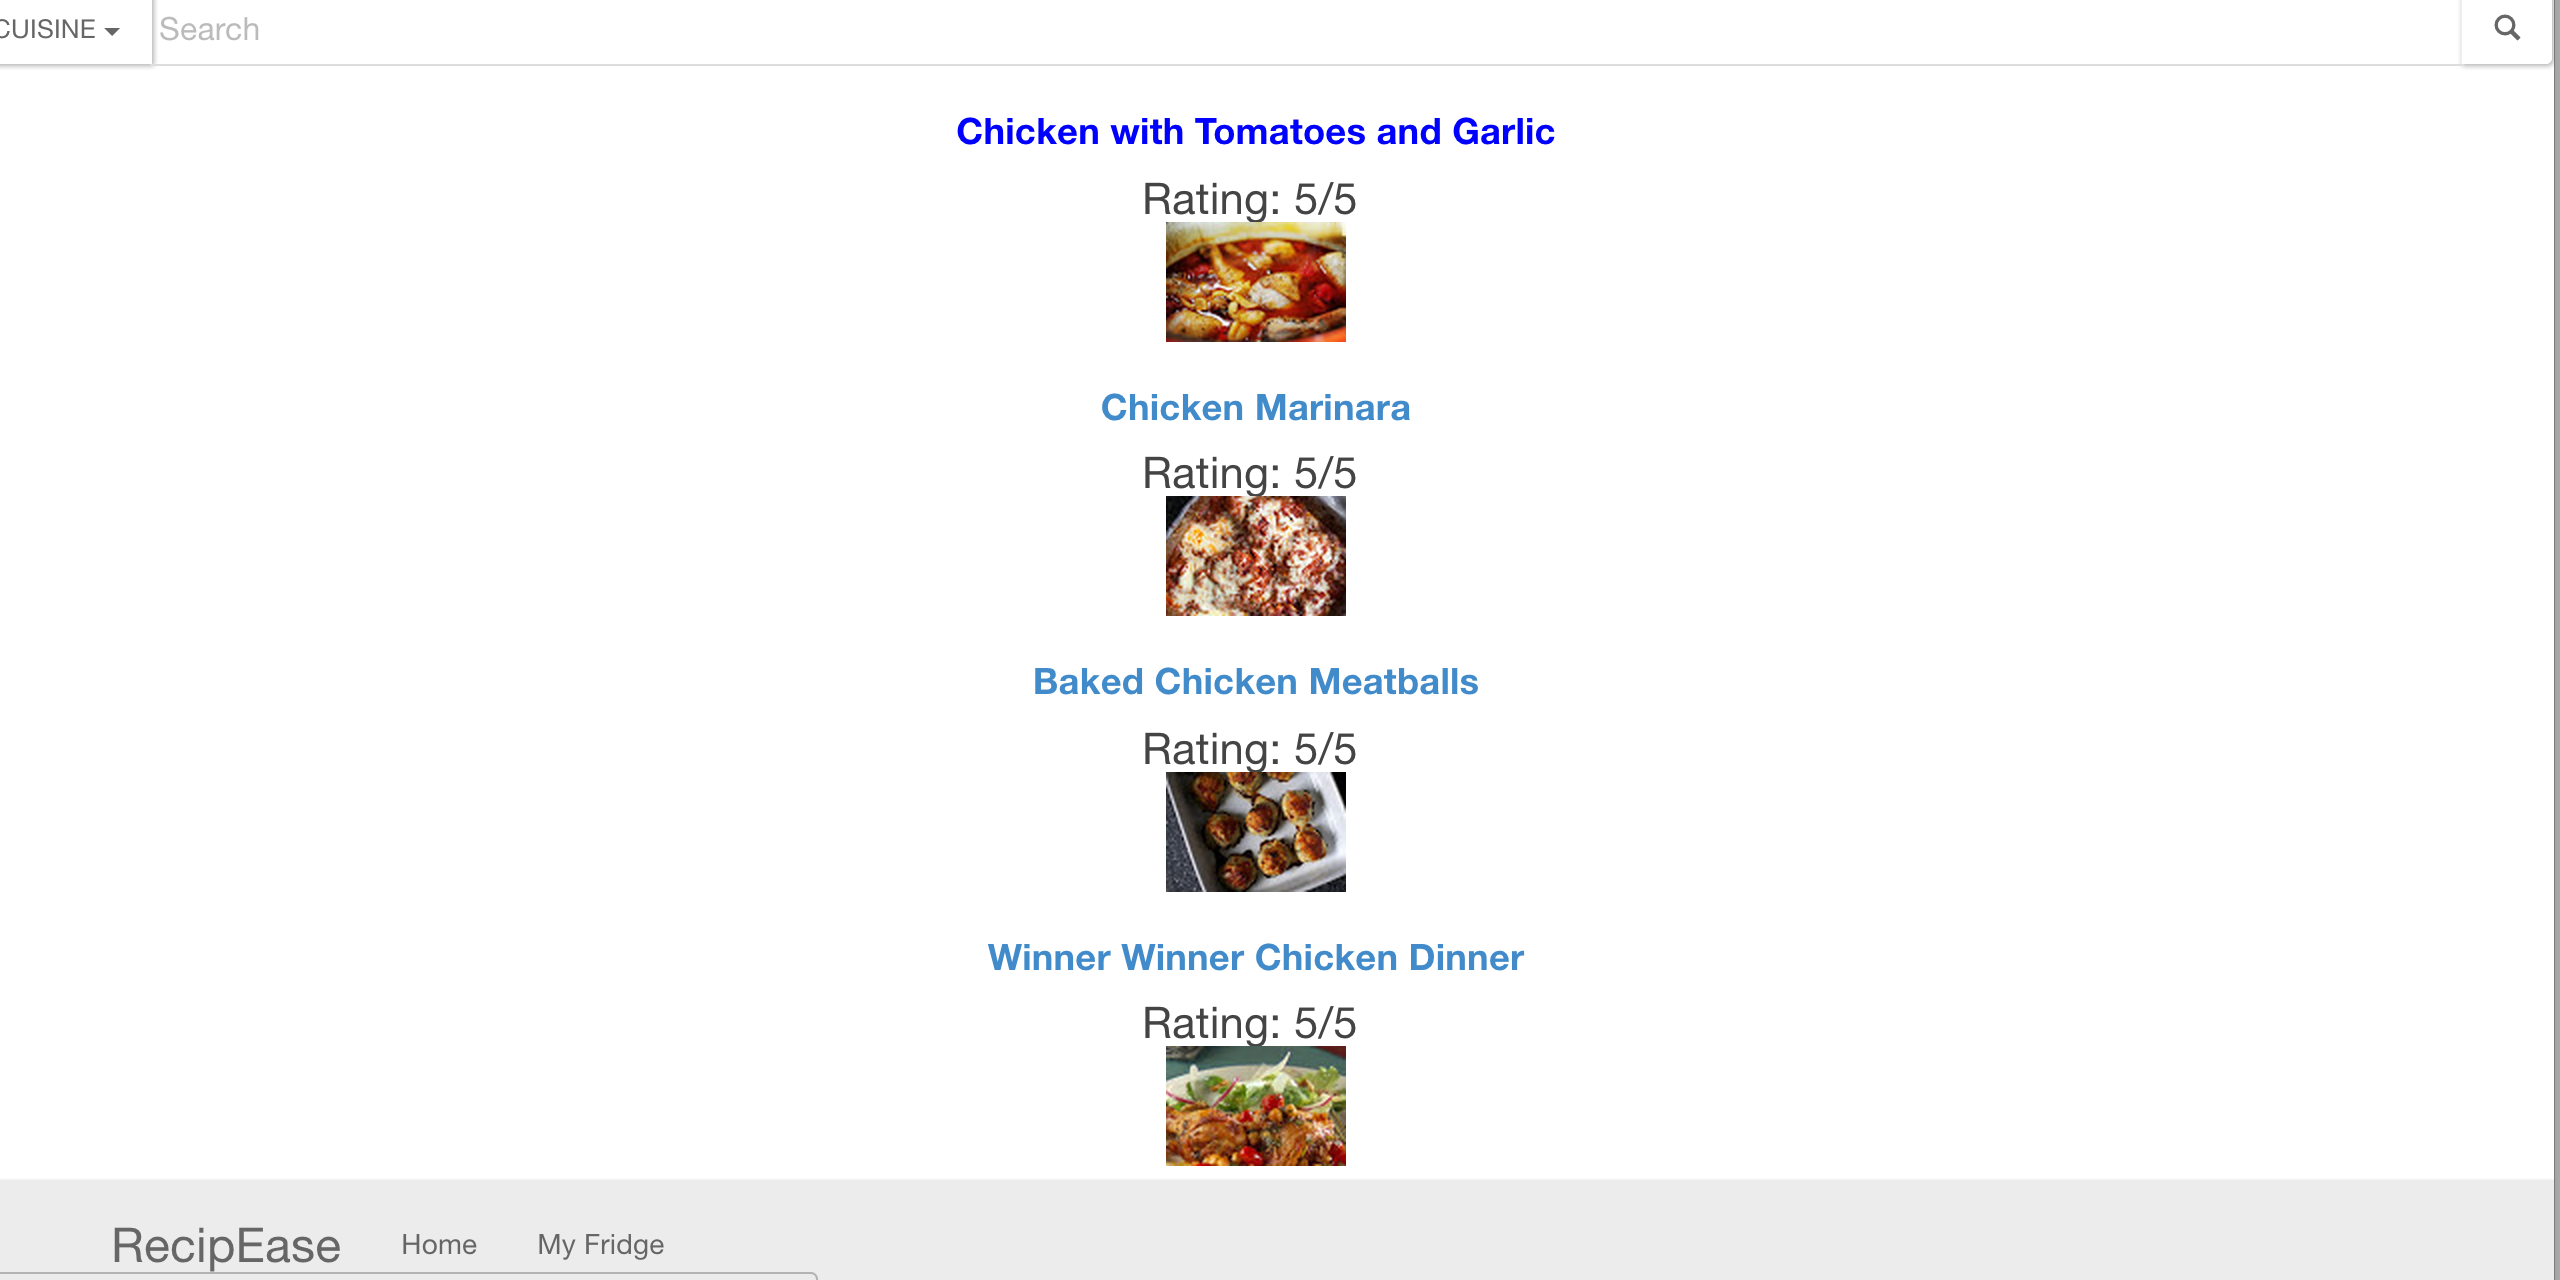 CUISINE Search
Chicken with Tomatoes and Garlic
Rating: 5/5
Chicken Marinara
Rating: 5/5
Baked Chicken Meatballs
Rating: 5/5
Winner Winner Chicken Dinner
Rating: 5/5
RecipEase Home My Fridge